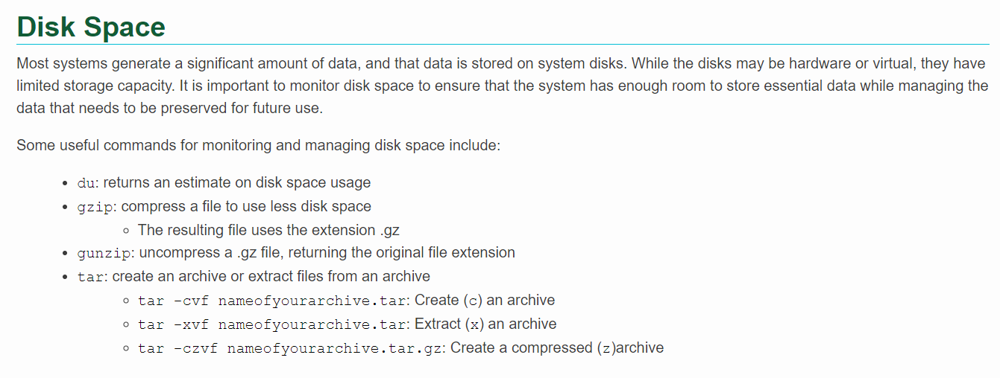 Disk Space
Most systems generate a significant amount of data, and that data is stored on system disks. While the disks may be hardware or virtual, they have
limited storage capacity. It is important to monitor disk space to ensure that the system has enough room to store essential data while managing the
data that needs to be preserved for future use.
Some useful commands for monitoring and managing disk space include:
• du: returns an estimate on disk space usage
• gzip: compress a file to use less disk space
◦ The resulting file uses the extension .gz
• gunzip: uncompress a .gz file, returning the original file extension
• tar: create an archive or extract files from an archive
◦ tar -cvf nameofyourarchive.tar: Create (c) an archive
◦ tar -xvf nameofyourarchive.tar: Extract (x) an archive
◦ tar -czvf nameofyourarchive.tar.gz: Create a compressed (z)archive